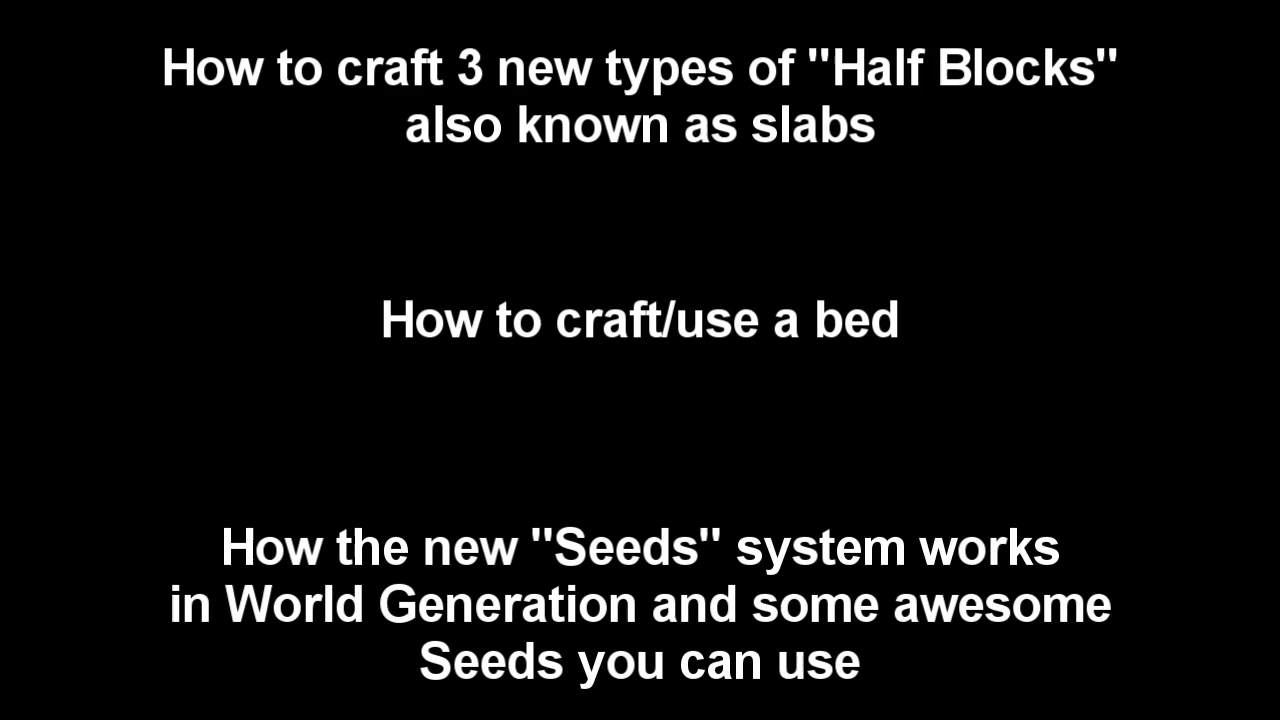 How to craft 3 new types of "Half Blocks"
also known as slabs
How to craft/use a bed
How the new "Seeds" system works
in World Generation and some awesome
Seeds you can use